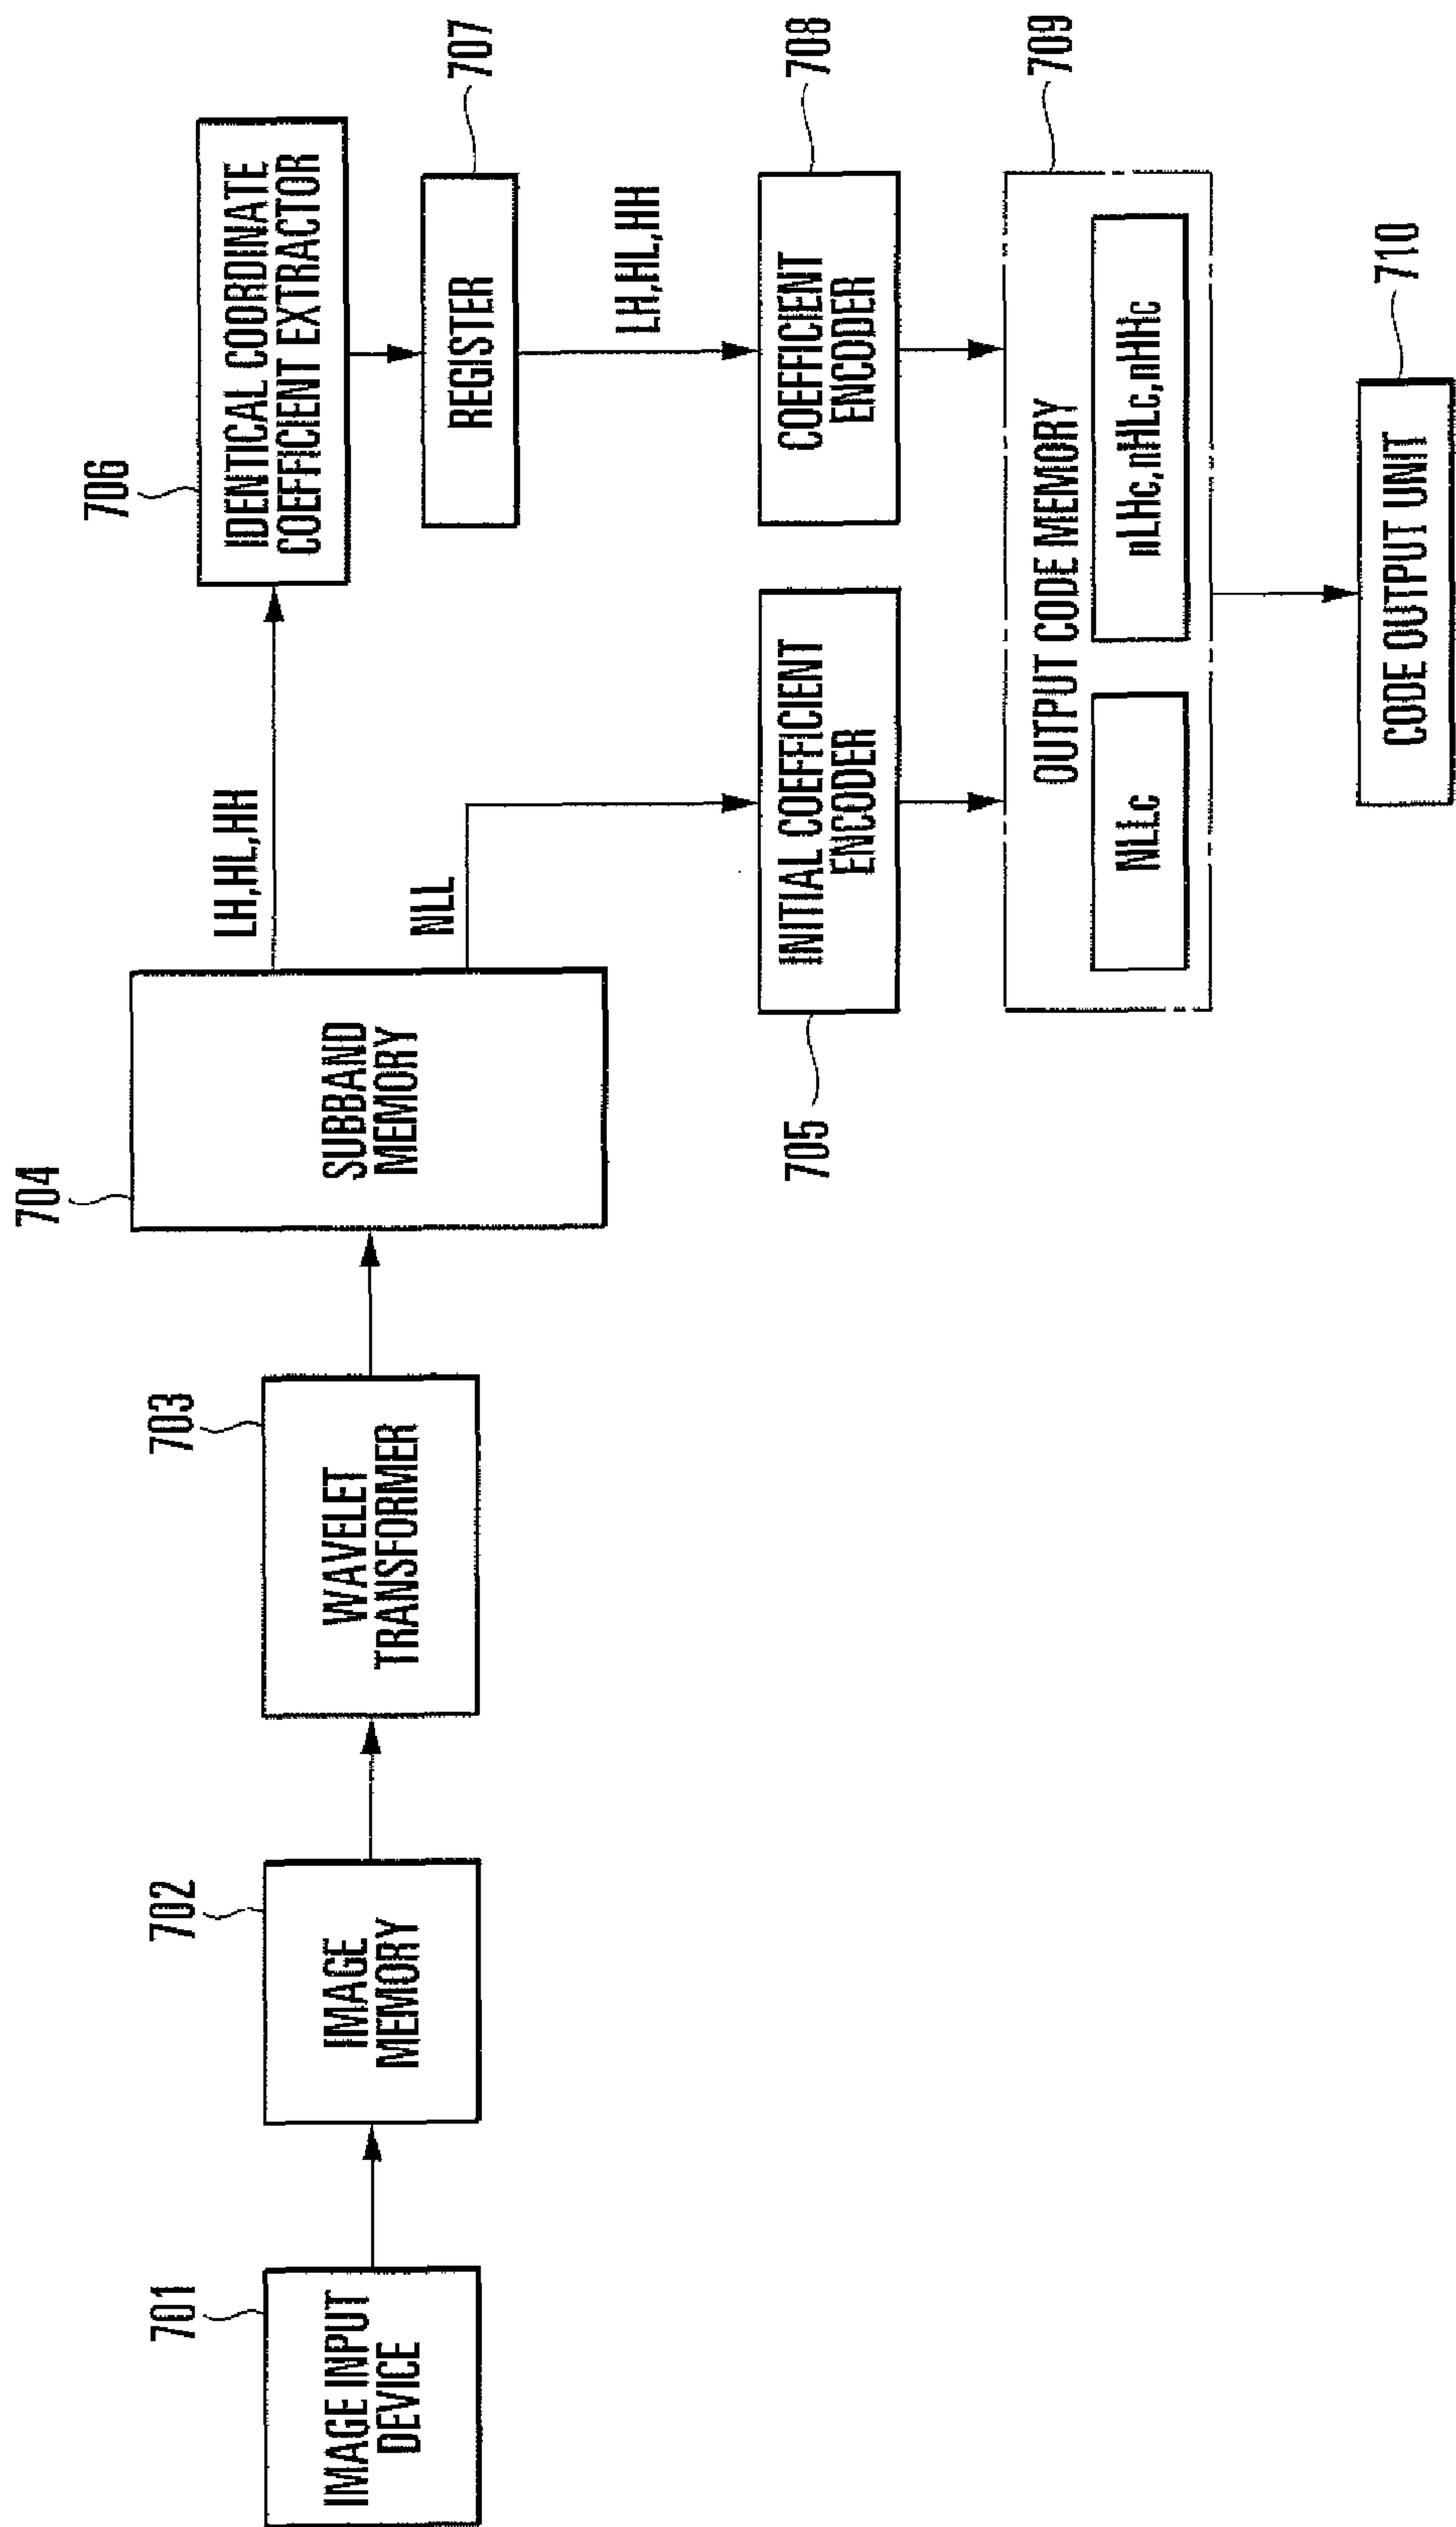 701
IMAGE INPUT
DEVICE
702
IMAGE
MEMORY
703
WAVELET
TRANSFORMER
704
SUBBAND
MEMORY
LH,HL,HH
NLL
706
IDENTICAL COORDINATE
COEFFICIENT EXTRACTOR
707
REGISTER
LH,HL,HH
705
INITIAL COEFFICIENT
ENCODER
708
COEFFICIENT
ENCODER
709
OUTPUT CODE MEMORY
NLLc
nLHc,nHLc,nHHc
710
CODE OUTPUT UNIT